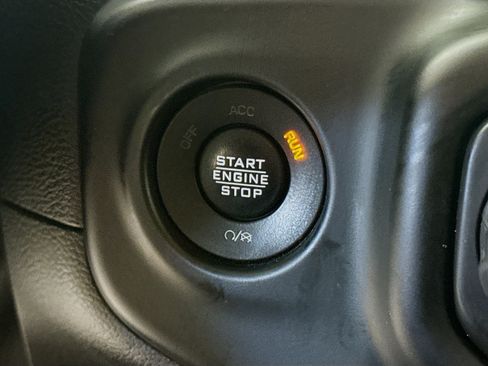 ACC
OFF
RUN
START
ENGINE
STOP